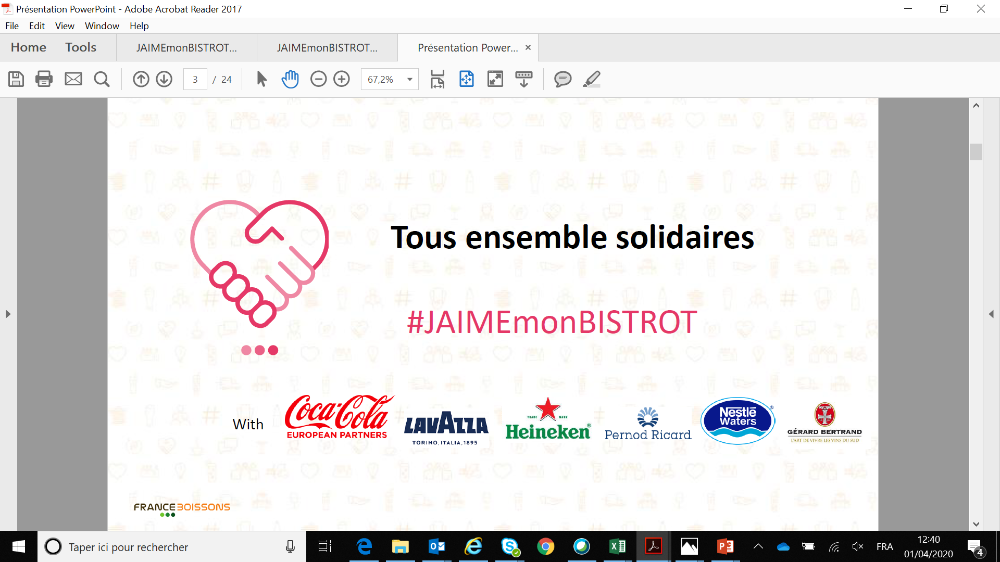 Présentation PowerPoint - Adobe Acrobat Reader 2017
File Edit View Window Help
Home Tools JAIMEmonBISTROT... JAIMEmonBISTROT... Présentation Power... ×
3 / 24 67,2%
Tous ensemble solidaires
#JAIMEmonBISTROT
With
Coca-Cola
EUROPEAN PARTNERS
LAVAZZA
TORINO, ITALIA, 1895
TRADE MARK
Heineken®
Pernod Ricard
Nestlé
Waters
®
GÉRARD BERTRAND
L'ART DE VIVRE LES VINS DU SUD
FRANCE BOISSONS
Taper ici pour rechercher
FRA
12:40
01/04/2020
4